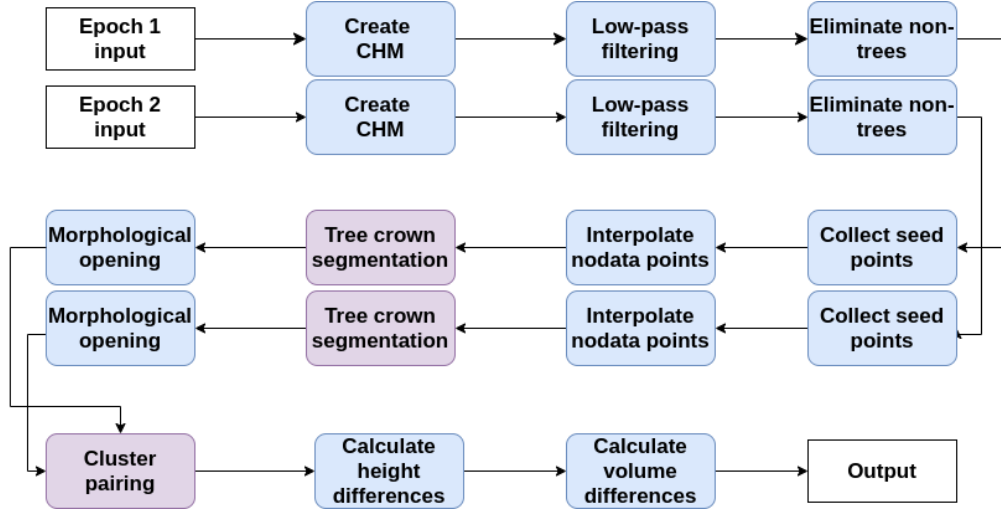 Epoch 1
input
Create
CHM
Low-pass
filtering
Eliminate non-
trees
Epoch 2
input
Create
CHM
Low-pass
filtering
Eliminate non-
trees
Morphological
opening
Tree crown
segmentation
Interpolate
nodata points
Collect seed
points
Morphological
opening
Tree crown
segmentation
Interpolate
nodata points
Collect seed
points
Cluster
pairing
Calculate
height
differences
Calculate
volume
differences
Output